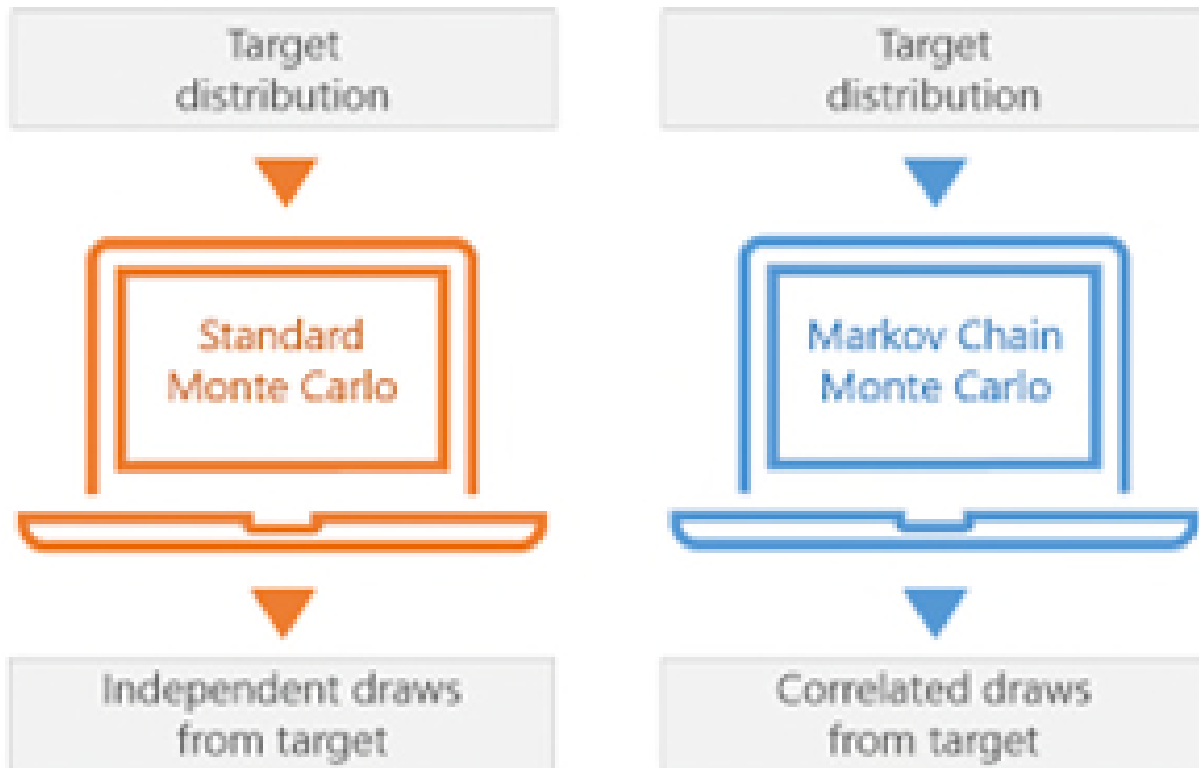 Target
distribution
Standard
Monte Carlo
Independent draws
from target
Target
distribution
Markov Chain
Monte Carlo
Correlated draws
from target